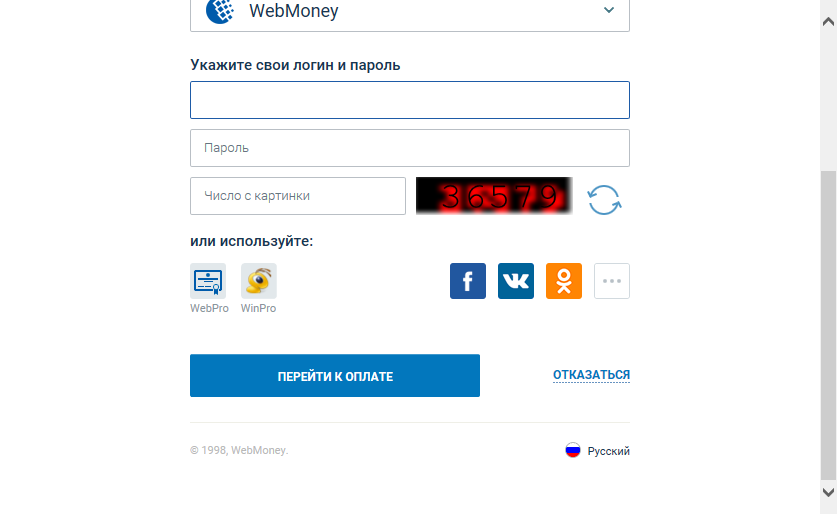 WebMoney
Укажите свои логин и пароль
Пароль
Число с картинки
36579
или используйте:
WebPro
WinPro
ПЕРЕЙТИ К ОПЛАТЕ
ОТКАЗАТЬСЯ
© 1998, WebMoney.
Русский